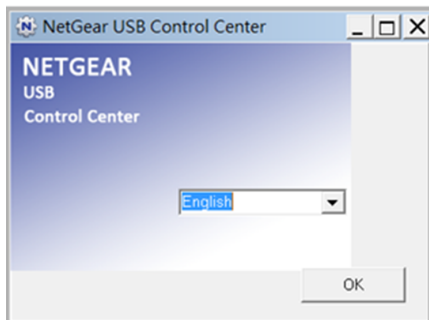 NetGear USB Control Center
NETGEAR
USB
Control Center
English
OK